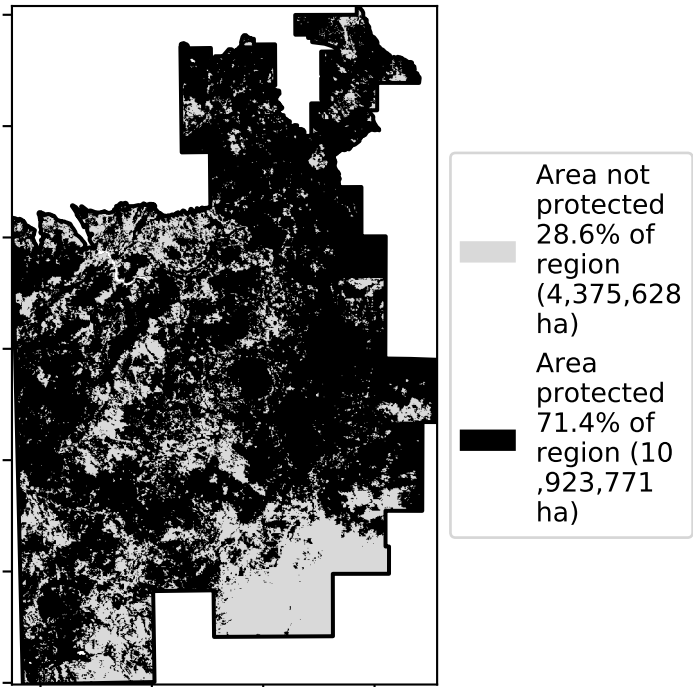 Area not
protected
28.6% of
region
(4,375,628
ha)
Area
protected
71.4% of
region (10
,923,771
ha)